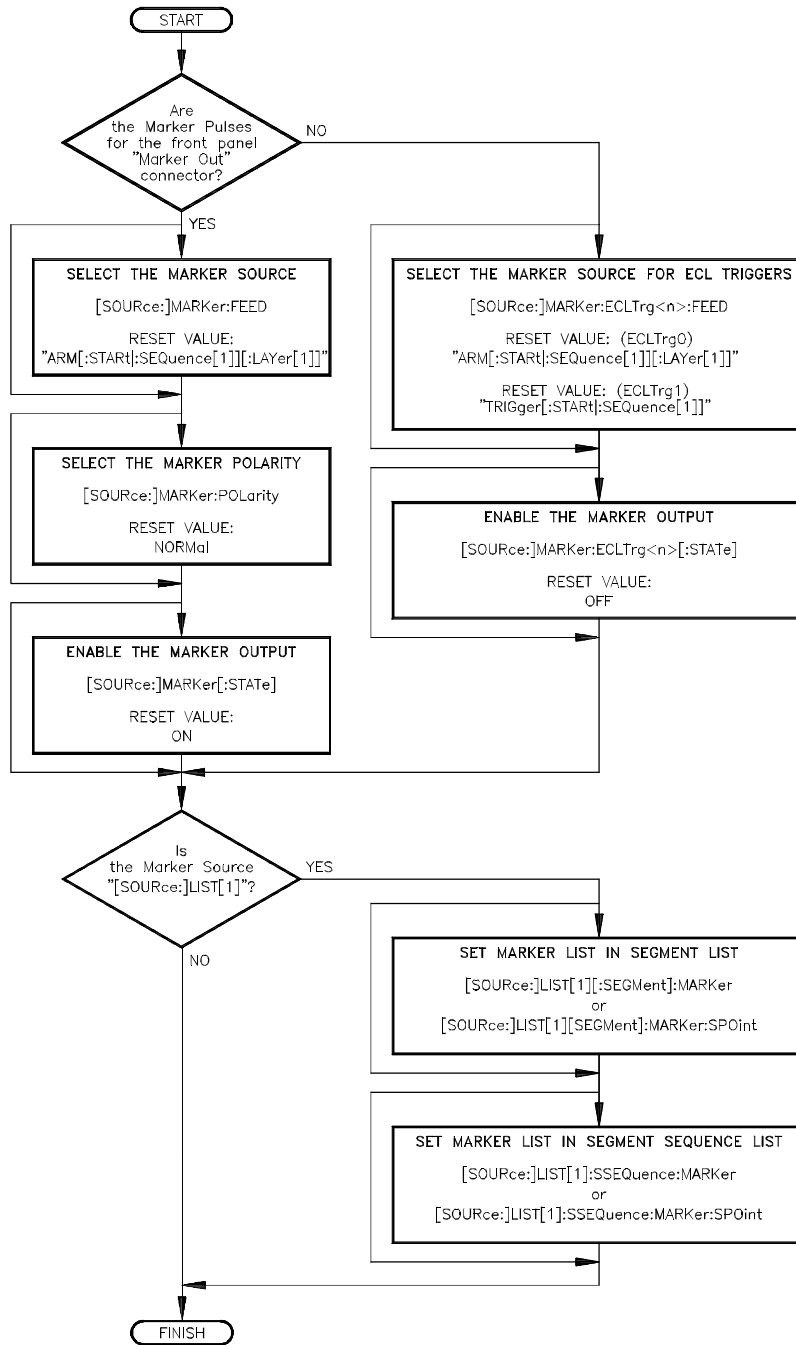 START
Are
the Marker Pulses
for the front panel
"Marker Out"
connector?
NO
YES
SELECT THE MARKER SOURCE
[SOURce:]MARKer:FEED
RESET VALUE:
"ARM[:STARt|:SEQuence[1]][:LAYer[1]]"
SELECT THE MARKER POLARITY
[SOURce:]MARKer:POLarity
RESET VALUE:
NORMal
ENABLE THE MARKER OUTPUT
[SOURce:]MARKer[:STATe]
RESET VALUE:
ON
SELECT THE MARKER SOURCE FOR ECL TRIGGERS
[SOURce:]MARKer:ECLTrg<n>:FEED
RESET VALUE: (ECLTrg0)
"ARM[:STARt|:SEQuence[1]][:LAYer[1]]"
RESET VALUE: (ECLTrg1)
"TRIGger[:STARt|:SEQuence[1]]"
ENABLE THE MARKER OUTPUT
[SOURce:]MARKer:ECLTrg<n>[:STATe]
RESET VALUE:
OFF
Is
the Marker Source
"[SOURce:]LIST[1]"?
YES
NO
SET MARKER LIST IN SEGMENT LIST
[SOURce:]LIST[1][:SEGMent]:MARKer
or
[SOURce:]LIST[1][SEGMent]:MARKer:SPOint
SET MARKER LIST IN SEGMENT SEQUENCE LIST
[SOURce:]LIST[1]:SSEQuence:MARKer
or
[SOURce:]LIST[1]:SSEQuence:MARKer:SPOint
FINISH